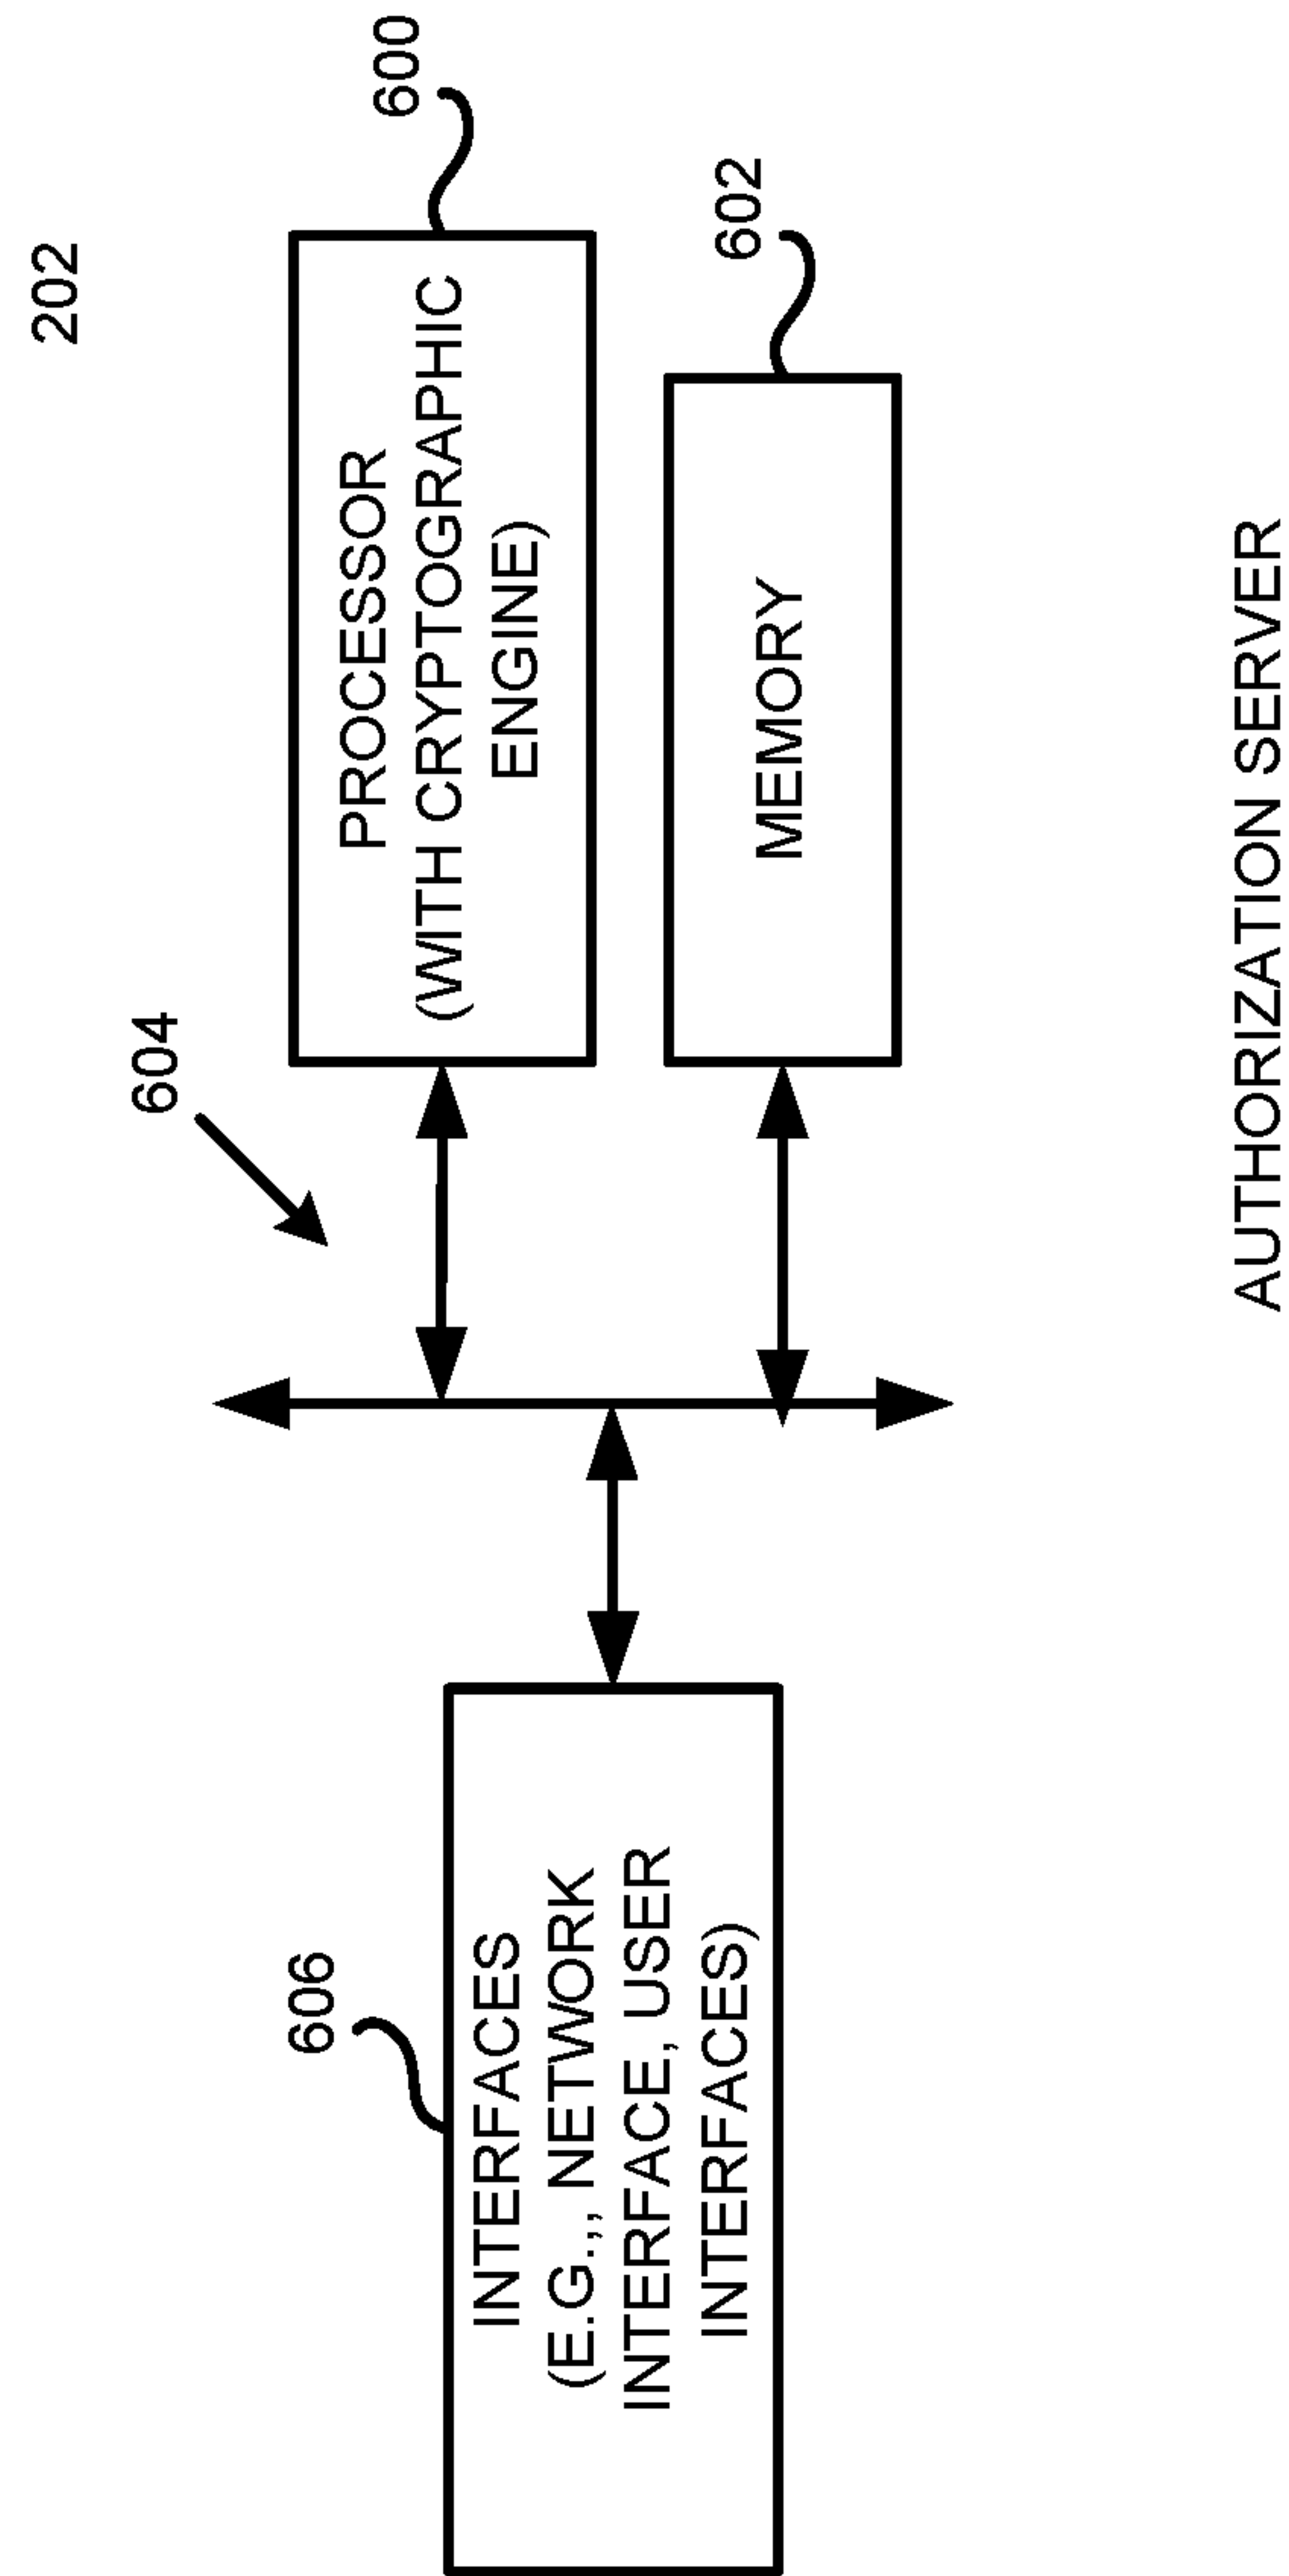 202
604
600
PROCESSOR
(WITH CRYPTOGRAPHIC
ENGINE)
606
INTERFACES
(E.G.,, NETWORK
INTERFACE, USER
INTERFACES)
602
MEMORY
AUTHORIZATION SERVER